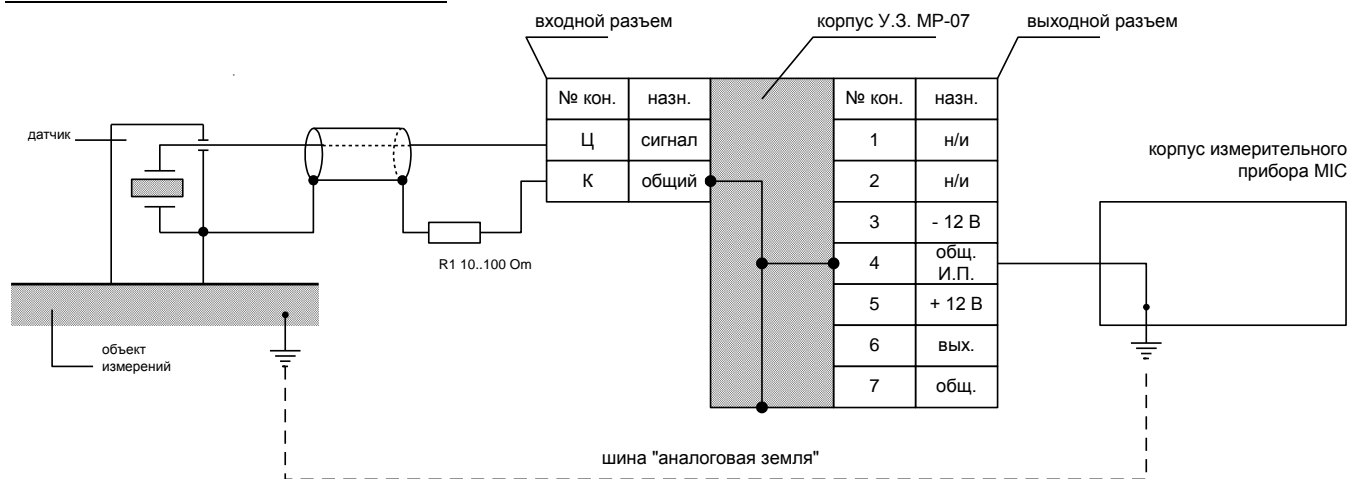 входной разъем
корпус У.З. МР-07
выходной разъем
№ кон. назн.
Ц сигнал
К общий
№ кон. назн.
1 н/и
2 н/и
3 - 12 В
4 общ.
И.П.
5 + 12 В
6 вых.
7 общ.
датчик
R1 10..100 Om
объект
измерений
корпус измерительного
прибора MIC
шина "аналоговая земля"